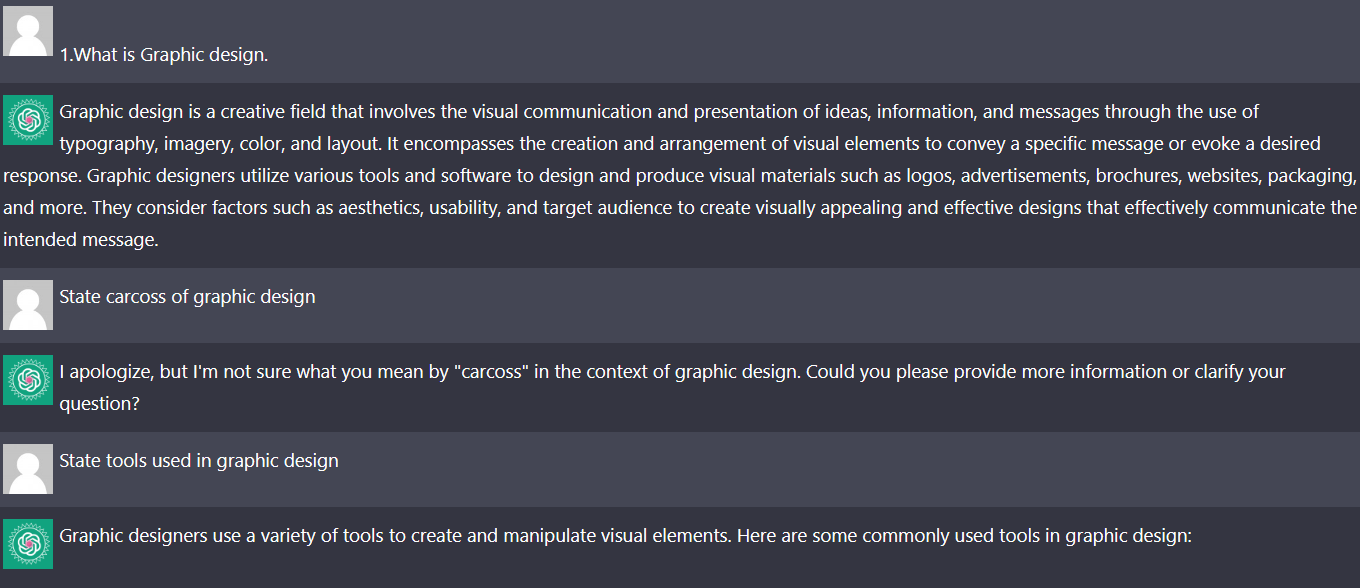 1.What is Graphic design.
Graphic design is a creative field that involves the visual communication and presentation of ideas, information, and messages through the use of
typography, imagery, color, and layout. It encompasses the creation and arrangement of visual elements to convey a specific message or evoke a desired
response. Graphic designers utilize various tools and software to design and produce visual materials such as logos, advertisements, brochures, websites, packaging,
and more. They consider factors such as aesthetics, usability, and target audience to create visually appealing and effective designs that effectively communicate the
intended message.
State carcoss of graphic design
I apologize, but I'm not sure what you mean by "carcoss" in the context of graphic design. Could you please provide more information or clarify your
question?
State tools used in graphic design
Graphic designers use a variety of tools to create and manipulate visual elements. Here are some commonly used tools in graphic design: